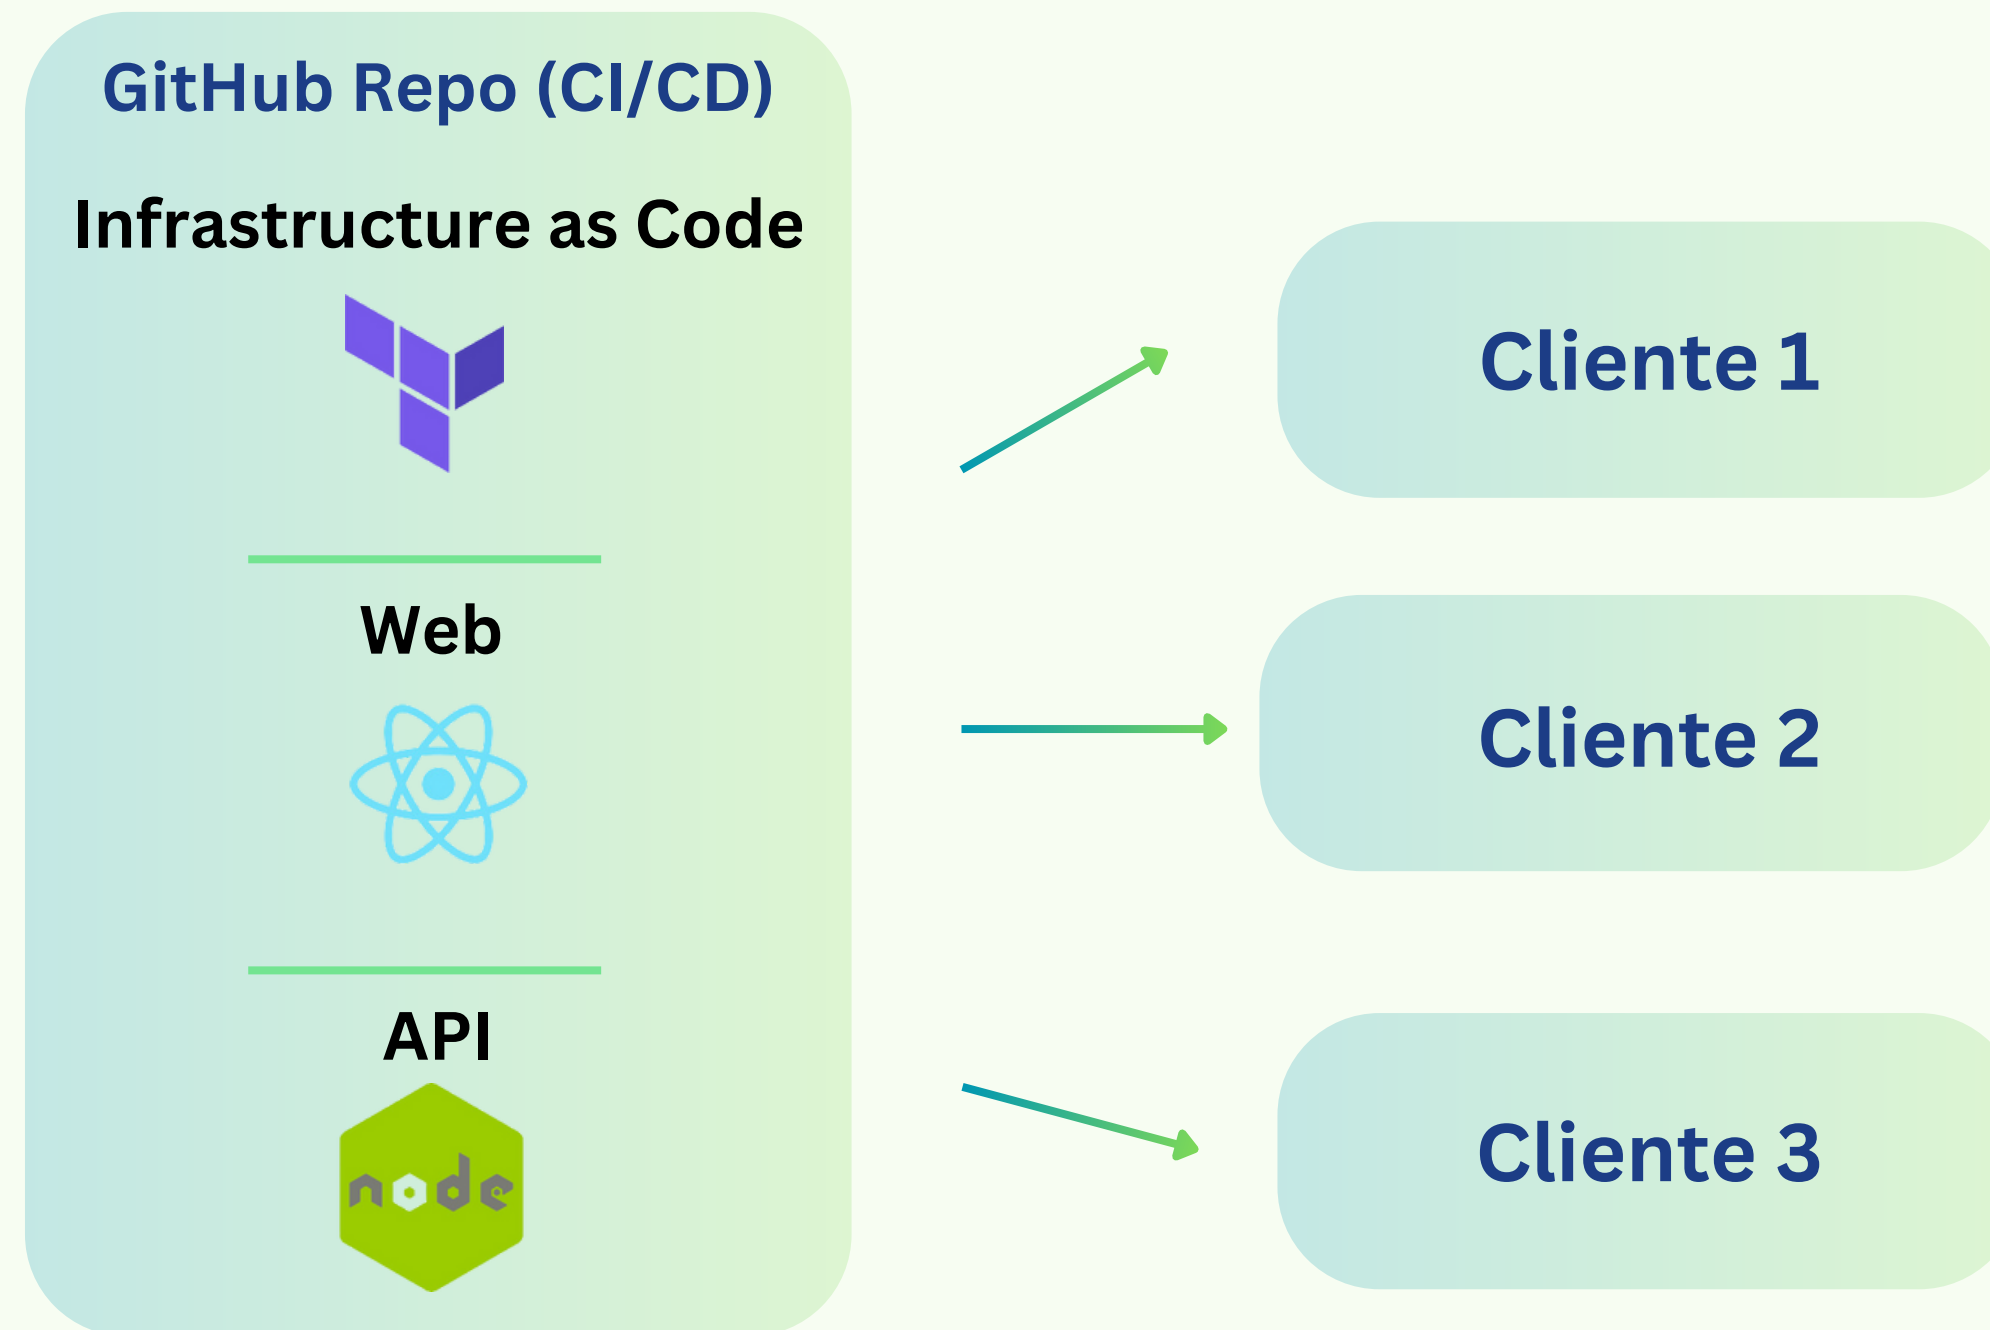 GitHub Repo (CI/CD)
Infrastructure as Code
Web
API
node
Cliente 1
Cliente 2
Cliente 3